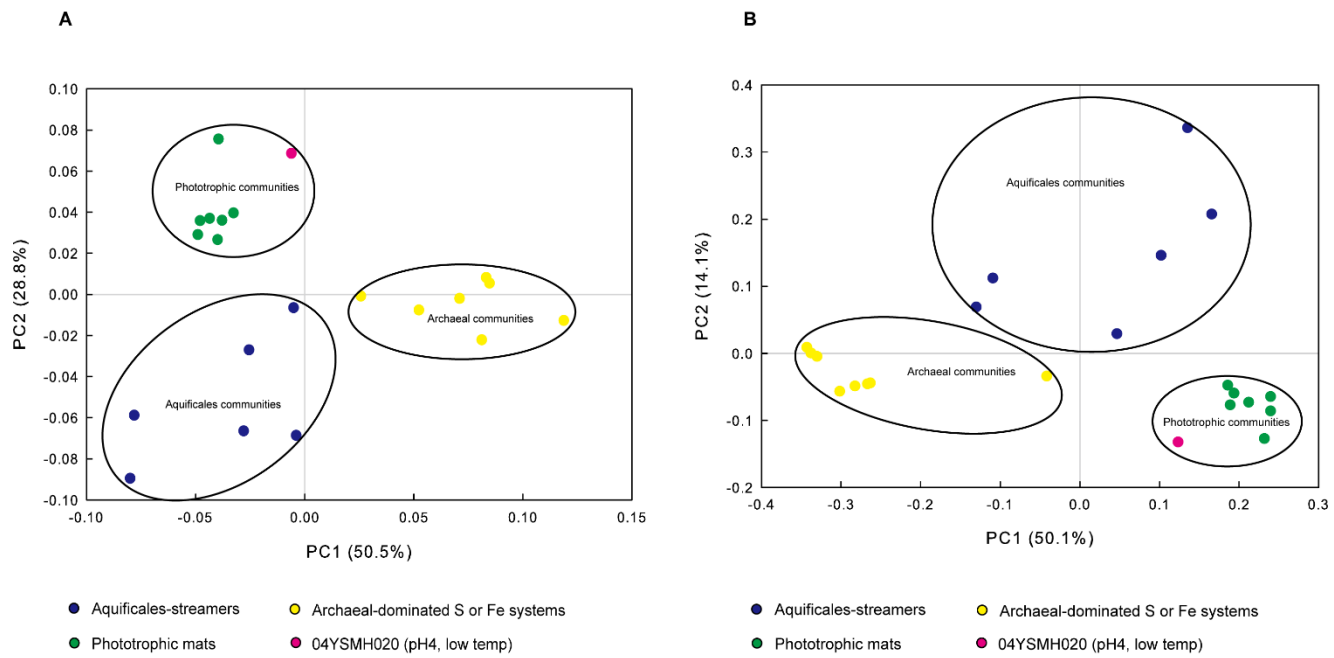 A
B
0.10
0.08
0.06
0.04
0.02
0.00
-0.02
-0.04
-0.06
-0.08
-0.10
-0.10
-0.05
0.00
0.05
0.10
0.15
PC2 (28.8%)
PC1 (50.5%)
Phototrophic communities
Archaeal communities
Aquificales communities
Aquificales-streamers
Archaeal-dominated S or Fe systems
Phototrophic mats
04YSMH020 (pH4, low temp)
0.4
0.3
0.2
0.1
0.0
-0.1
-0.2
-0.4
-0.3
-0.2
-0.1
0.0
0.1
0.2
0.3
PC2 (14.1%)
PC1 (50.1%)
Aquificales communities
Archaeal communities
Phototrophic communities
Aquificales-streamers
Archaeal-dominated S or Fe systems
Phototrophic mats
04YSMH020 (pH4, low temp)